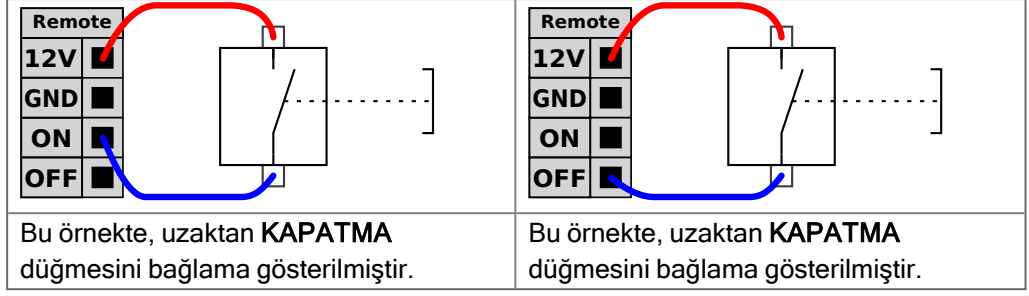 Remote
12V
GND
ON
OFF
Bu örnekte, uzaktan KAPATMA
düğmesini bağlama gösterilmiştir.
Remote
12V
GND
ON
OFF
Bu örnekte, uzaktan KAPATMA
düğmesini bağlama gösterilmiştir.